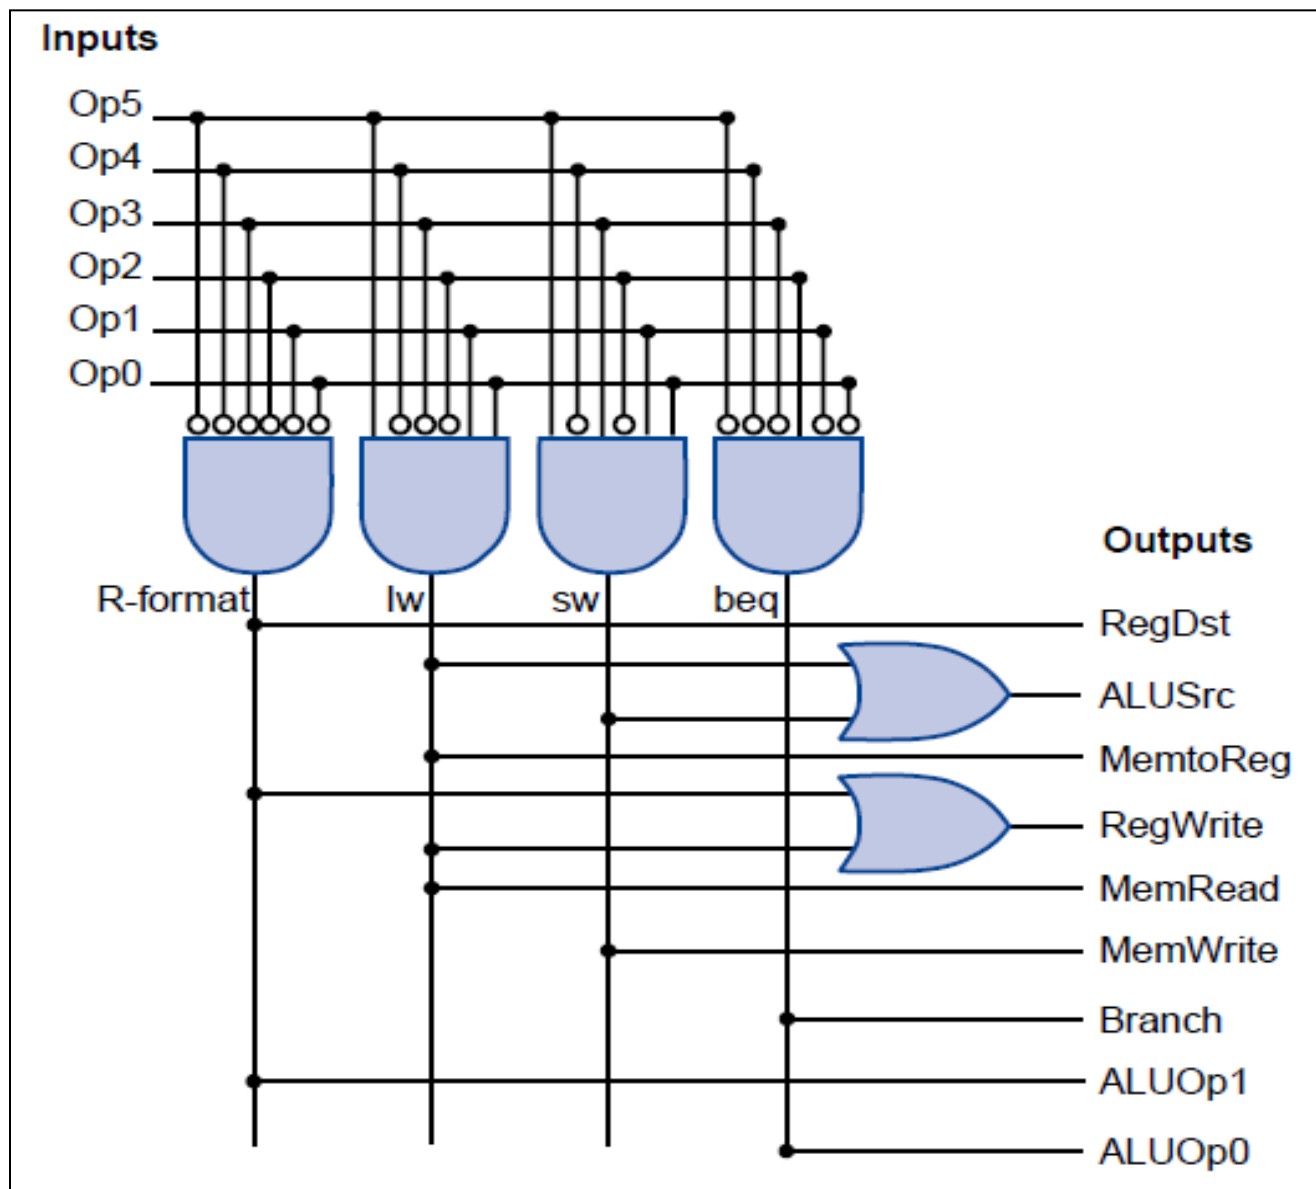 Inputs
Op5
Op4
Op3
Op2
Op1
Op0
R-format
lw
sw
beq
Outputs
RegDst
ALUSrc
MemtoReg
RegWrite
MemRead
MemWrite
Branch
ALUOp1
ALUOp0